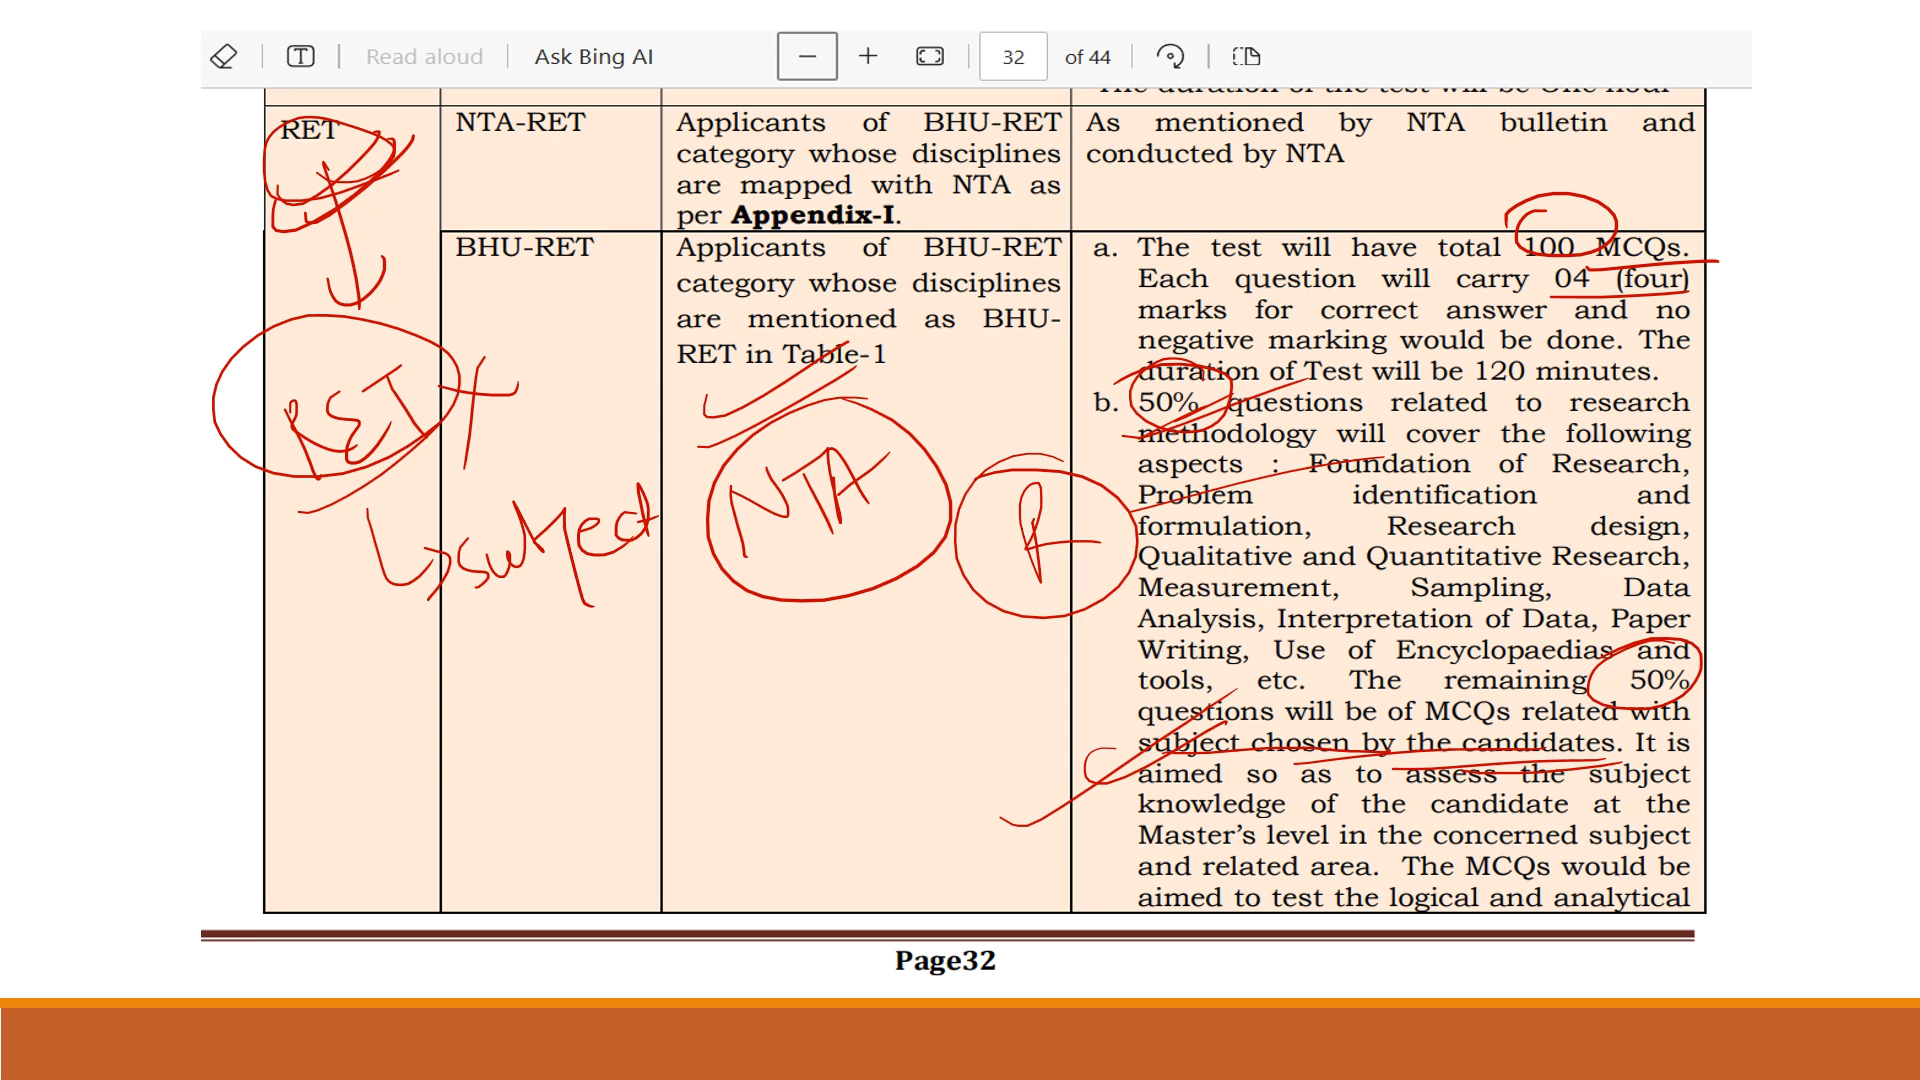 Read aloud
Ask Bing AI
32 of 44
The duration of the test will be One hour
RET
NTA-RET
Applicants of BHU-RET
category whose disciplines
are mapped with NTA as
per Appendix-I.
As mentioned by NTA bulletin and
conducted by NTA
BHU-RET
Applicants of BHU-RET
category whose disciplines
are mentioned as BHU-
RET in Table-1
a. The test will have total 100 MCQs.
Each question will carry 04 (four)
marks for correct answer and no
negative marking would be done. The
duration of Test will be 120 minutes.
b. 50% questions related to research
methodology will cover the following
aspects : Foundation of Research,
Problem identification and
formulation, Research design,
Qualitative and Quantitative Research,
Measurement, Sampling, Data
Analysis, Interpretation of Data, Paper
Writing, Use of Encyclopaedias and
tools, etc. The remaining 50%
questions will be of MCQs related with
subject chosen by the candidates. It is
aimed so as to assess the subject
knowledge of the candidate at the
Master’s level in the concerned subject
and related area. The MCQs would be
aimed to test the logical and analytical
RET +
subject
NTA
Page32